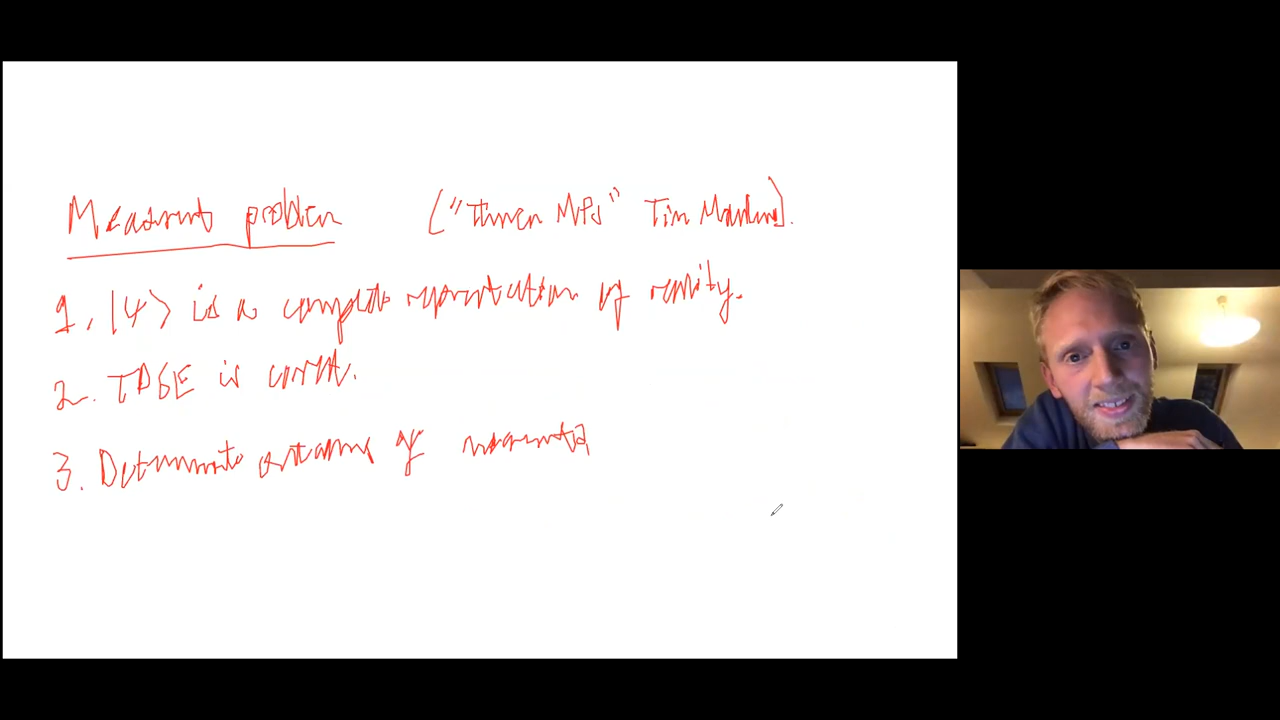 Measurement problem ("Three MPs" Tim Maudlin).
1. |ψ> is a complete representation of reality.
2. TDSE is correct.
3. Determinate outcomes of measurements